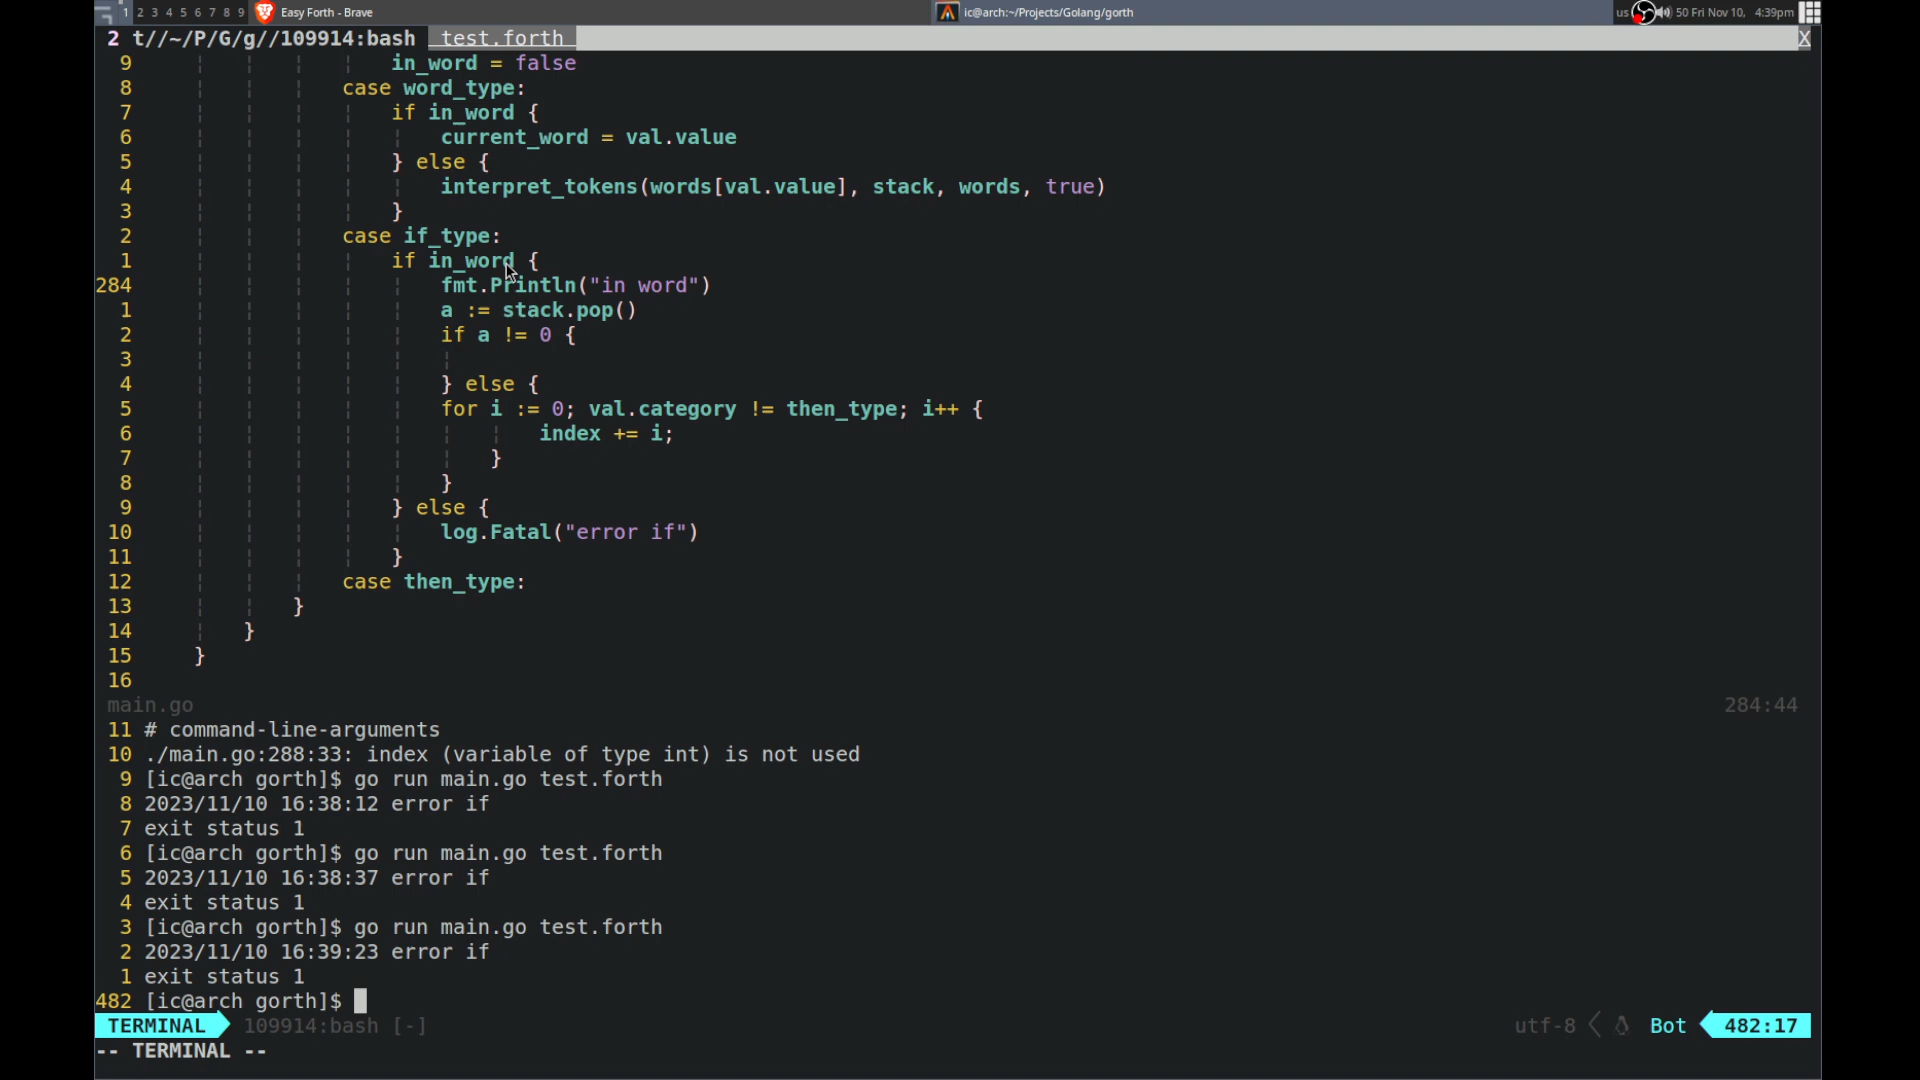 1 2 3 4 5 6 7 8 9 Easy Forth - Brave ic@arch:~/Projects/Golang/gorth us 50 Fri Nov 10, 4:39pm
2 t//~/P/G/g//109914:bash test.forth X
9 in_word = false
8 case word_type:
7 if in_word {
6 current_word = val.value
5 } else {
4 interpret_tokens(words[val.value], stack, words, true)
3 }
2 case if_type:
1 if in_word {
284 fmt.Println("in word")
1 a := stack.pop()
2 if a != 0 {
3
4 } else {
5 for i := 0; val.category != then_type; i++ {
6 index += i;
7 }
8 }
9 } else {
10 log.Fatal("error if")
11 }
12 case then_type:
13 }
14 }
15 }
16
main.go 284:44
11 # command-line-arguments
10 ./main.go:288:33: index (variable of type int) is not used
9 [ic@arch gorth]$ go run main.go test.forth
8 2023/11/10 16:38:12 error if
7 exit status 1
6 [ic@arch gorth]$ go run main.go test.forth
5 2023/11/10 16:38:37 error if
4 exit status 1
3 [ic@arch gorth]$ go run main.go test.forth
2 2023/11/10 16:39:23 error if
1 exit status 1
482 [ic@arch gorth]$
TERMINAL 109914:bash [-] utf-8 Bot 482:17
-- TERMINAL --